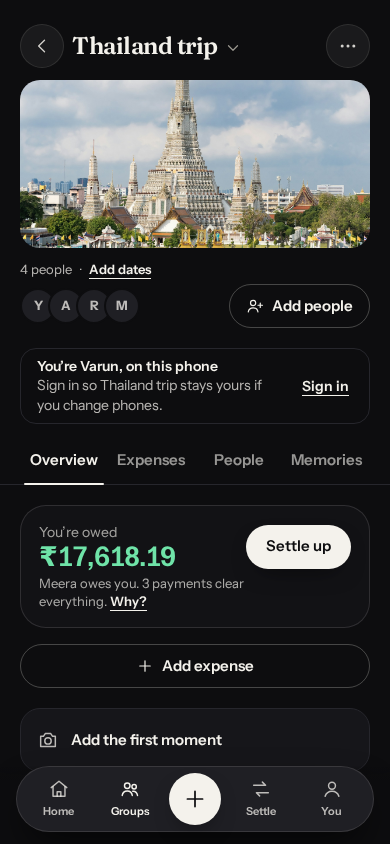 Thailand trip
4 people · Add dates
Y A R M
Add people
You're Varun, on this phone
Sign in so Thailand trip stays yours if
you change phones.
Sign in
Overview Expenses People Memories
You're owed
₹17,618.19
Settle up
Meera owes you. 3 payments clear
everything. Why?
Add expense
Add the first moment
Home Groups Settle You